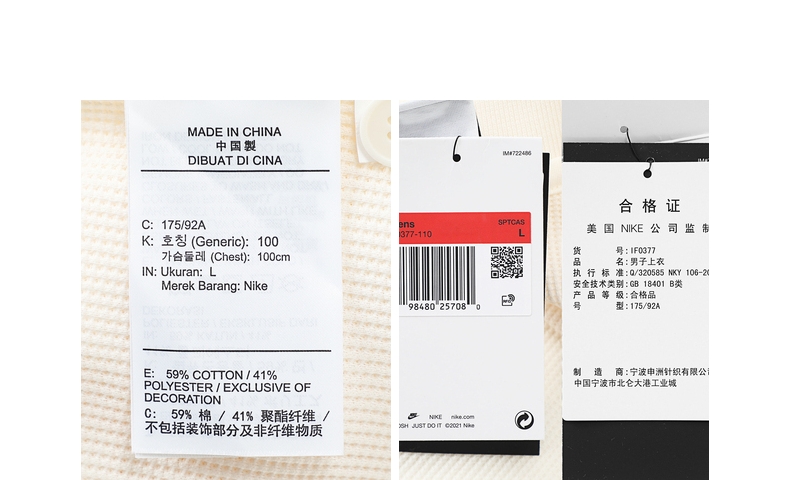 MADE IN CHINA
中国製
DIBUAT DI CINA
C: 175/92A
K: 호칭 (Generic): 100
가슴둘레 (Chest): 100cm
IN: Ukuran: L
Merek Barang: Nike
E: 59% COTTON / 41%
POLYESTER / EXCLUSIVE OF
DECORATION
C: 59% 棉 / 41% 聚酯纤维 /
不包括装饰部分及非纤维物质
IM#722486
ens
0377-110
SPTCAS
L
98480 25708 0
NIKE nike.com
OSH JUST DO IT ©2021 Nike
合格证
美国 NIKE 公司监制
货号:IF0377
品名:男子上衣
执行标准:Q/320585 NKY 106-20
安全技术类别:GB 18401 B类
产品等级:合格品
号型:175/92A
制造商:宁波申洲针织有限公
中国宁波市北仑大港工业城